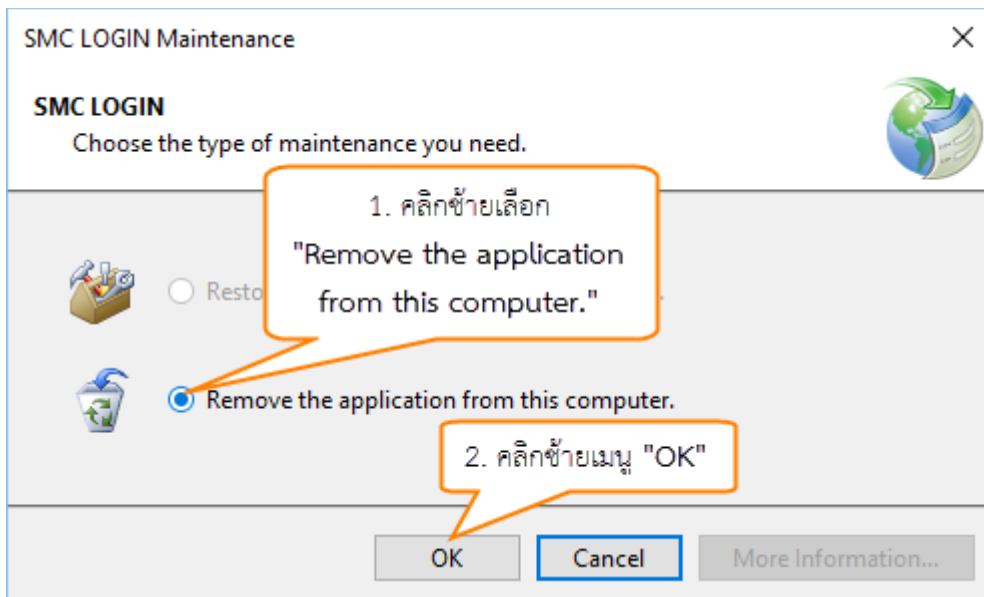 SMC LOGIN Maintenance
SMC LOGIN
Choose the type of maintenance you need.
1. คลิกซ้ายเลือก
"Remove the application
from this computer."
Resto
Remove the application from this computer.
2. คลิกซ้ายเมนู "OK"
OK Cancel More Information...